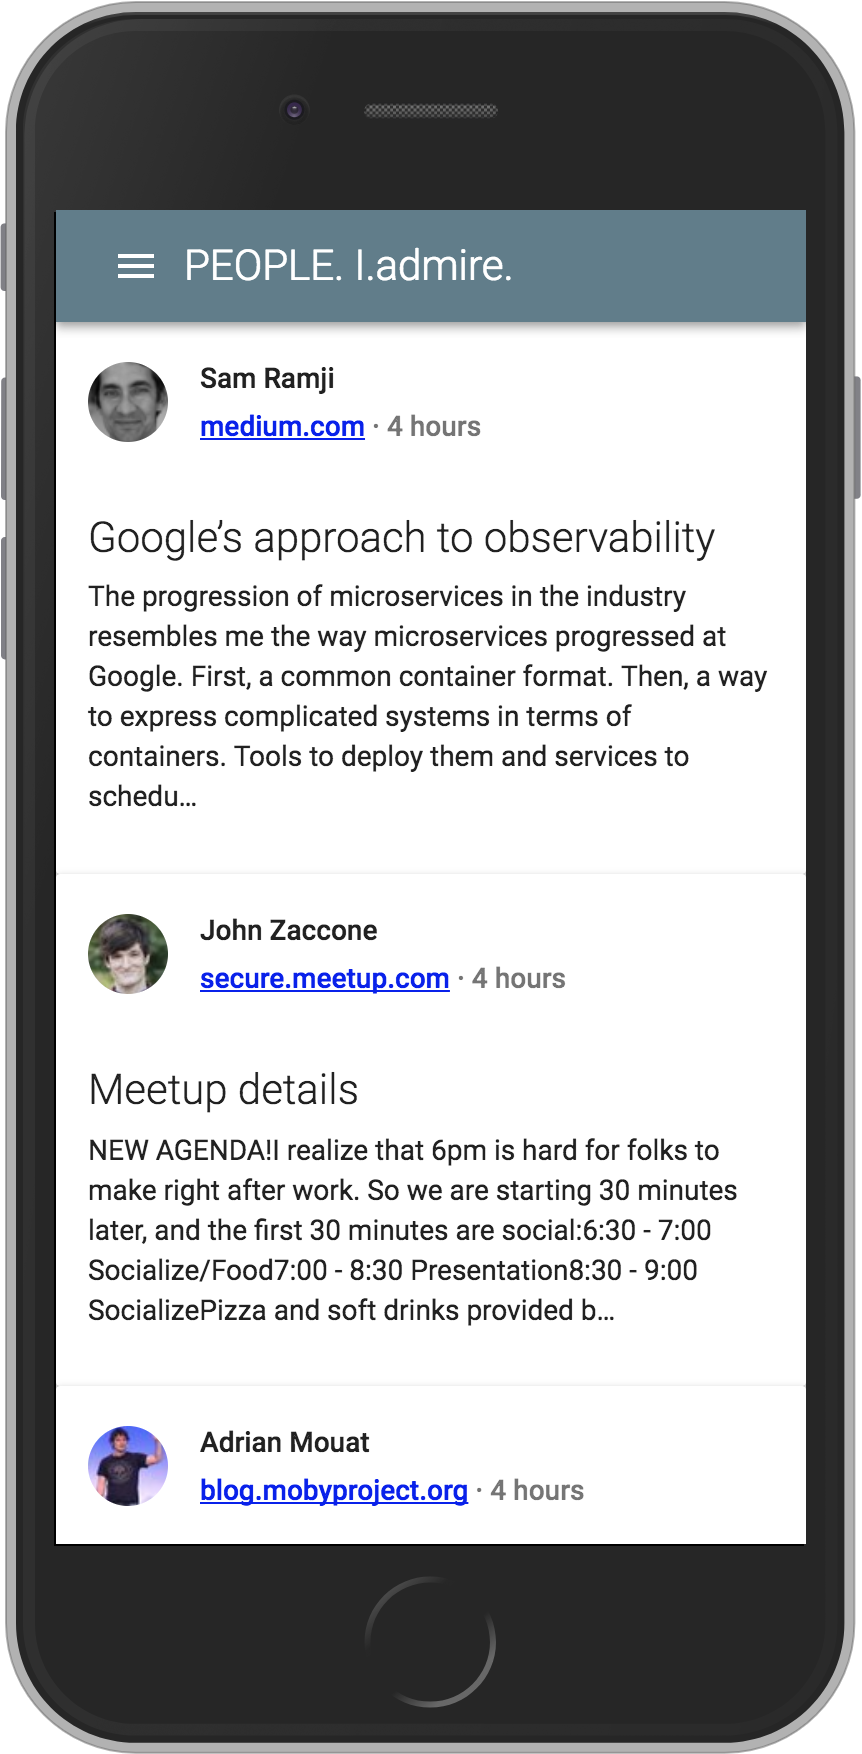 PEOPLE. I.admire.
Sam Ramji
medium.com · 4 hours
Google’s approach to observability
The progression of microservices in the industry
resembles me the way microservices progressed at
Google. First, a common container format. Then, a way
to express complicated systems in terms of
containers. Tools to deploy them and services to
schedu…
John Zaccone
secure.meetup.com · 4 hours
Meetup details
NEW AGENDA!I realize that 6pm is hard for folks to
make right after work. So we are starting 30 minutes
later, and the first 30 minutes are social:6:30 - 7:00
Socialize/Food7:00 - 8:30 Presentation8:30 - 9:00
SocializePizza and soft drinks provided b…
Adrian Mouat
blog.mobyproject.org · 4 hours